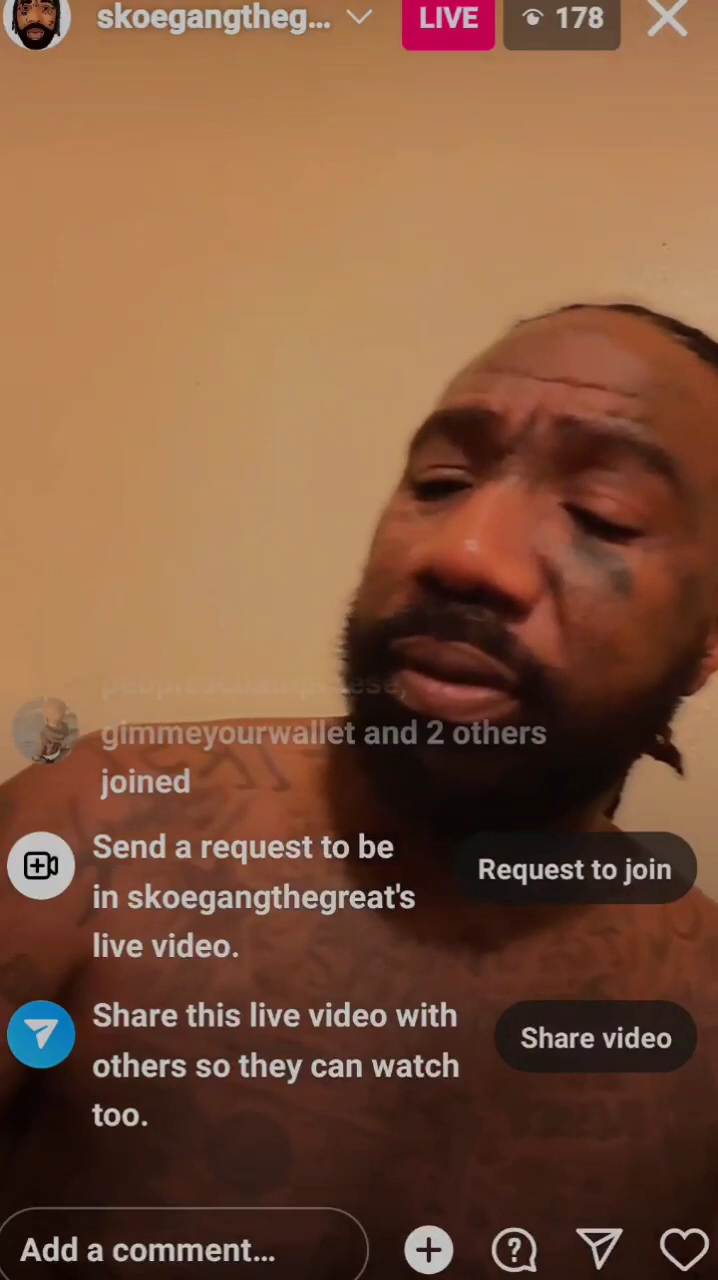 skoegangtheg...
LIVE
178
gimmeyourwallet and 2 others
joined
Send a request to be
in skoegangthegreat's
live video.
Request to join
Share this live video with
others so they can watch
too.
Share video
Add a comment...